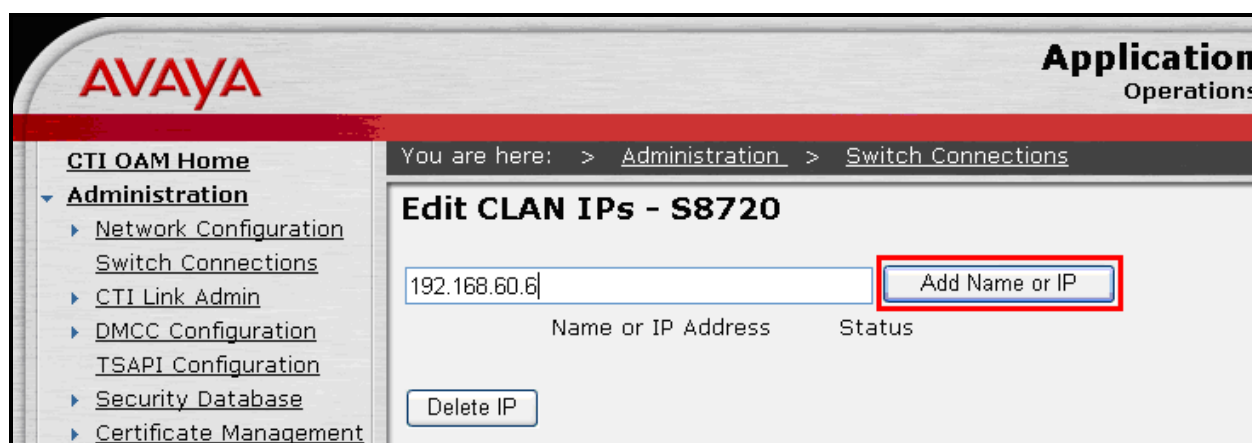 AVAYA
Application
Operations
CTI OAM Home
Administration
Network Configuration
Switch Connections
CTI Link Admin
DMCC Configuration
TSAPI Configuration
Security Database
Certificate Management
You are here: > Administration > Switch Connections
Edit CLAN IPs - S8720
192.168.60.6 Add Name or IP
Name or IP Address Status
Delete IP